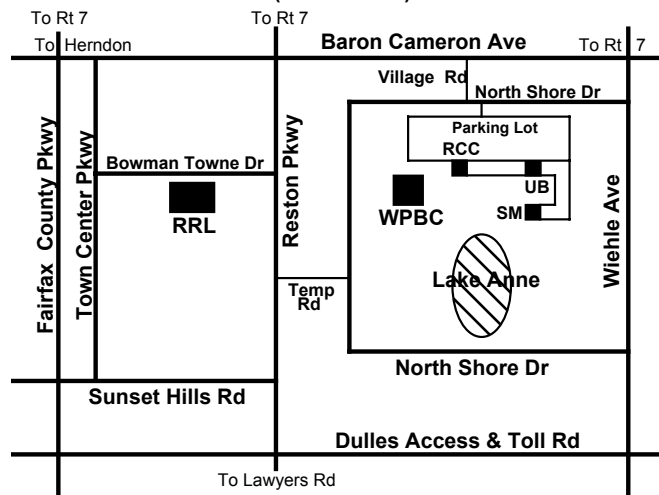 To Rt 7
To Rt 7
To Herndon
Baron Cameron Ave
To Rt 7
Village Rd
North Shore Dr
Parking Lot
RCC
Bowman Towne Dr
UB
WPBC
SM
RRL
Fairfax County Pkwy
Town Center Pkwy
Reston Pkwy
Wiehle Ave
Lake Anne
Temp
Rd
North Shore Dr
Sunset Hills Rd
Dulles Access & Toll Rd
To Lawyers Rd